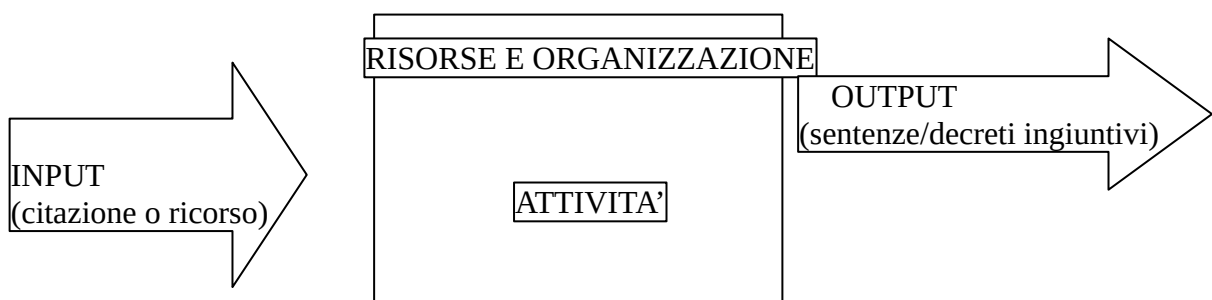 INPUT
(citazione o ricorso)
RISORSE E ORGANIZZAZIONE
ATTIVITA’
OUTPUT
(sentenze/decreti ingiuntivi)